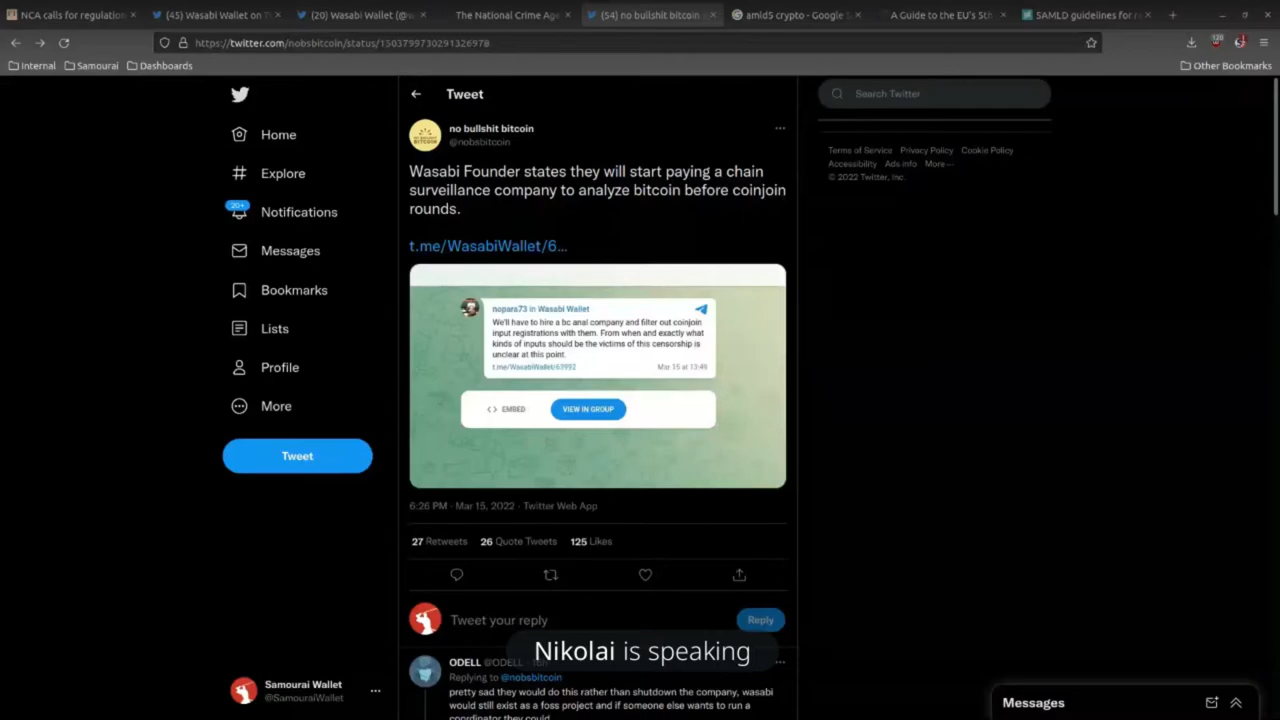 NCA calls for regulation
(45) Wasabi Wallet on T
(20) Wasabi Wallet (@w
The National Crime Age
(54) no bullshit bitcoin
amld5 crypto - Google S
A Guide to the EU's 5th
5AMLD guidelines for r
https://twitter.com/nobsbitcoin/status/1503799730291326978
128
Internal
Samourai
Dashboards
Other Bookmarks
Home
Explore
20+
Notifications
Messages
Bookmarks
Lists
Profile
More
Tweet
Samourai Wallet
@SamouraiWallet
Tweet
no bullshit bitcoin
@nobsbitcoin
Wasabi Founder states they will start paying a chain
surveillance company to analyze bitcoin before coinjoin
rounds.
t.me/WasabiWallet/6...
nopara73 in Wasabi Wallet
We'll have to hire a bc anal company and filter out coinjoin
input registrations with them. From when and exactly what
kinds of inputs should be the victims of this censorship is
unclear at this point.
t.me/WasabiWallet/63992
Mar 15 at 13:49
<> EMBED
VIEW IN GROUP
6:26 PM · Mar 15, 2022 · Twitter Web App
27 Retweets 26 Quote Tweets 125 Likes
Tweet your reply
Reply
Nikolai is speaking
ODELL @ODELL
Replying to @nobsbitcoin
pretty sad they would do this rather than shutdown the company, wasabi
would still exist as a foss project and if someone else wants to run a
coordinator they could
Search Twitter
Terms of Service Privacy Policy Cookie Policy
Accessibility Ads info More ···
© 2022 Twitter, Inc.
Messages